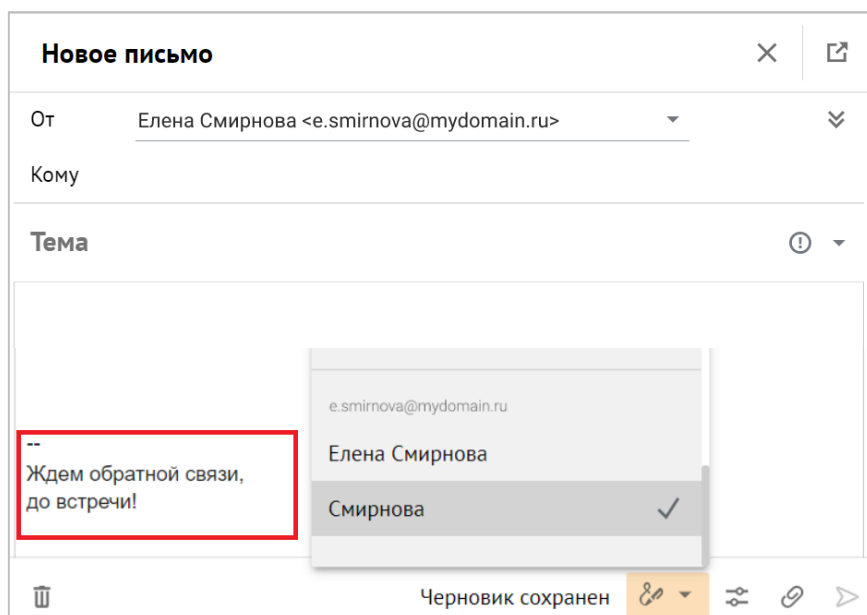 Новое письмо
От Елена Смирнова <e.smirnova@mydomain.ru>
Кому
Тема
e.smirnova@mydomain.ru
Елена Смирнова
Смирнова
--
Ждем обратной связи,
до встречи!
Черновик сохранен